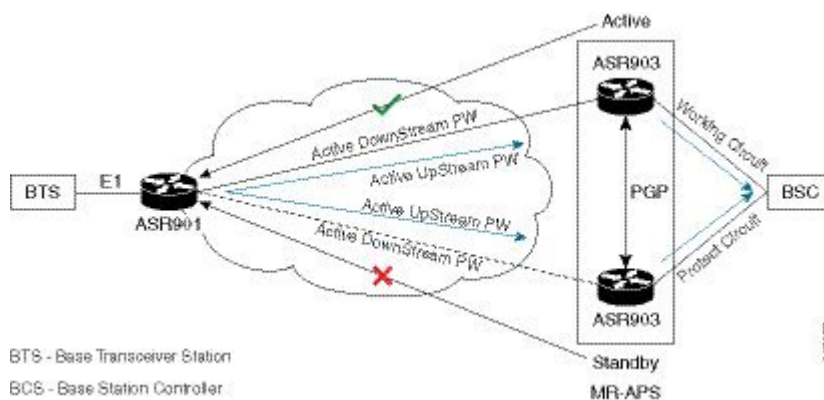 Active
ASR903
Active DownStream PW
Working Circuit
Active UpStream PW
BTS
E1
ASR901
PGP
BSC
Active UpStream PW
Active DownStream PW
Protect Circuit
ASR903
BTS - Base Transceiver Station
Standby
BCS - Base Station Controller
MR-APS